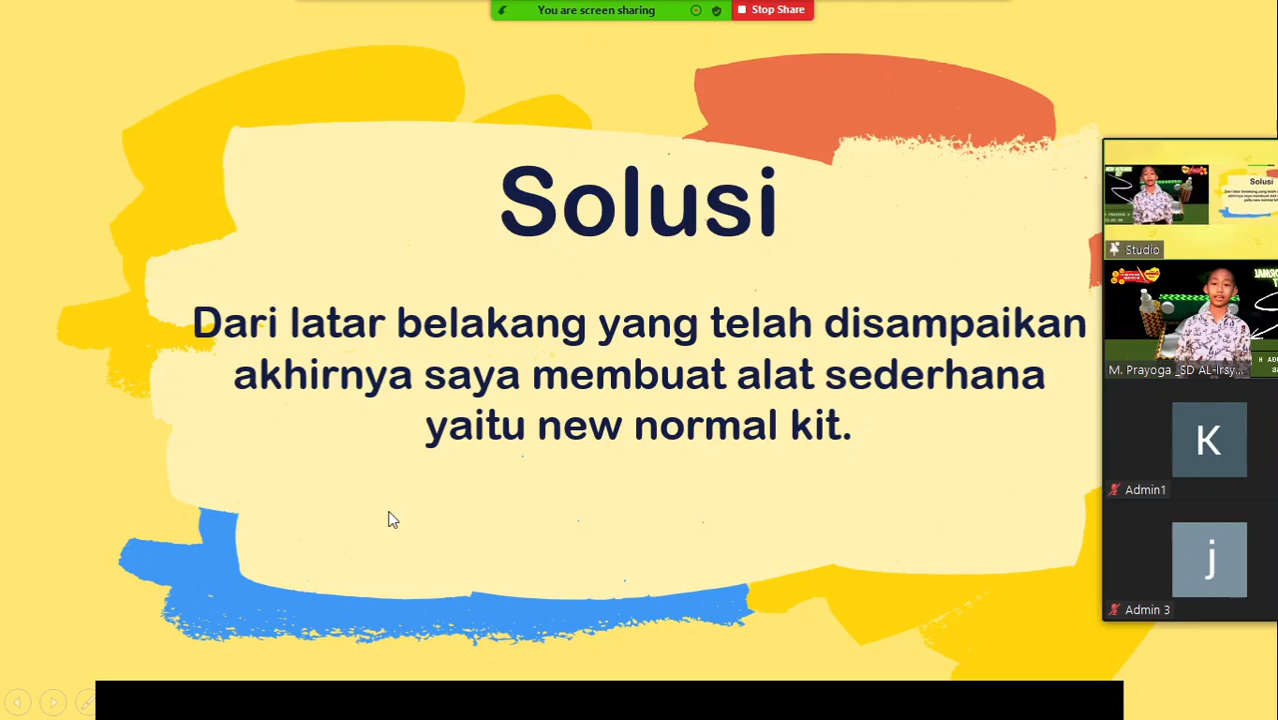 You are screen sharing
Stop Share
Solusi
Dari latar belakang yang telah disampaikan
akhirnya saya membuat alat sederhana
yaitu new normal kit.
Solusi
Studio
M. Prayoga _SD AL-Irsy...
K
Admin1
j
Admin 3